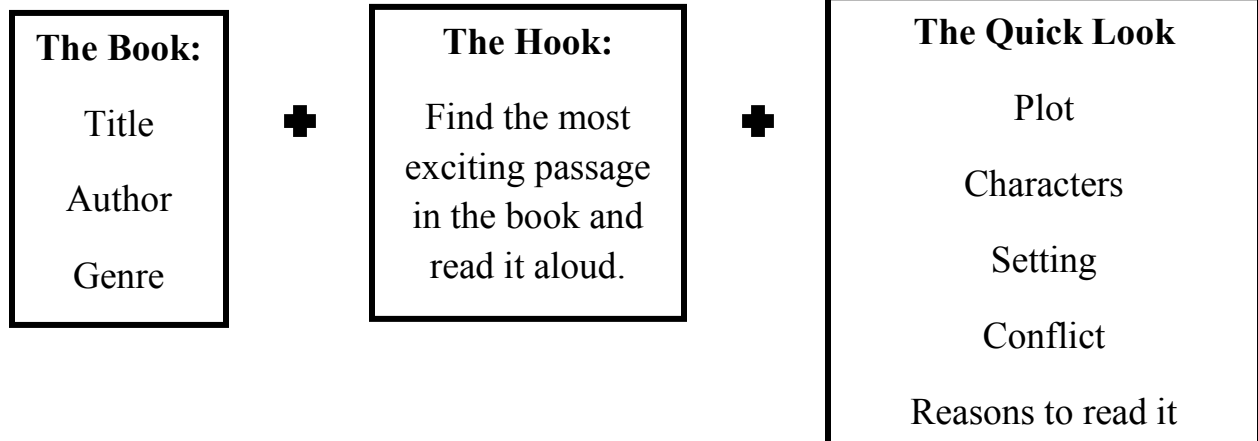 The Book:
Title
Author
Genre
The Hook:
Find the most
exciting passage
in the book and
read it aloud.
The Quick Look
Plot
Characters
Setting
Conflict
Reasons to read it